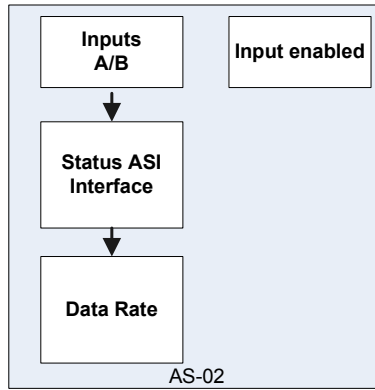 Inputs
A/B
Input enabled
Status ASI
Interface
Data Rate
AS-02